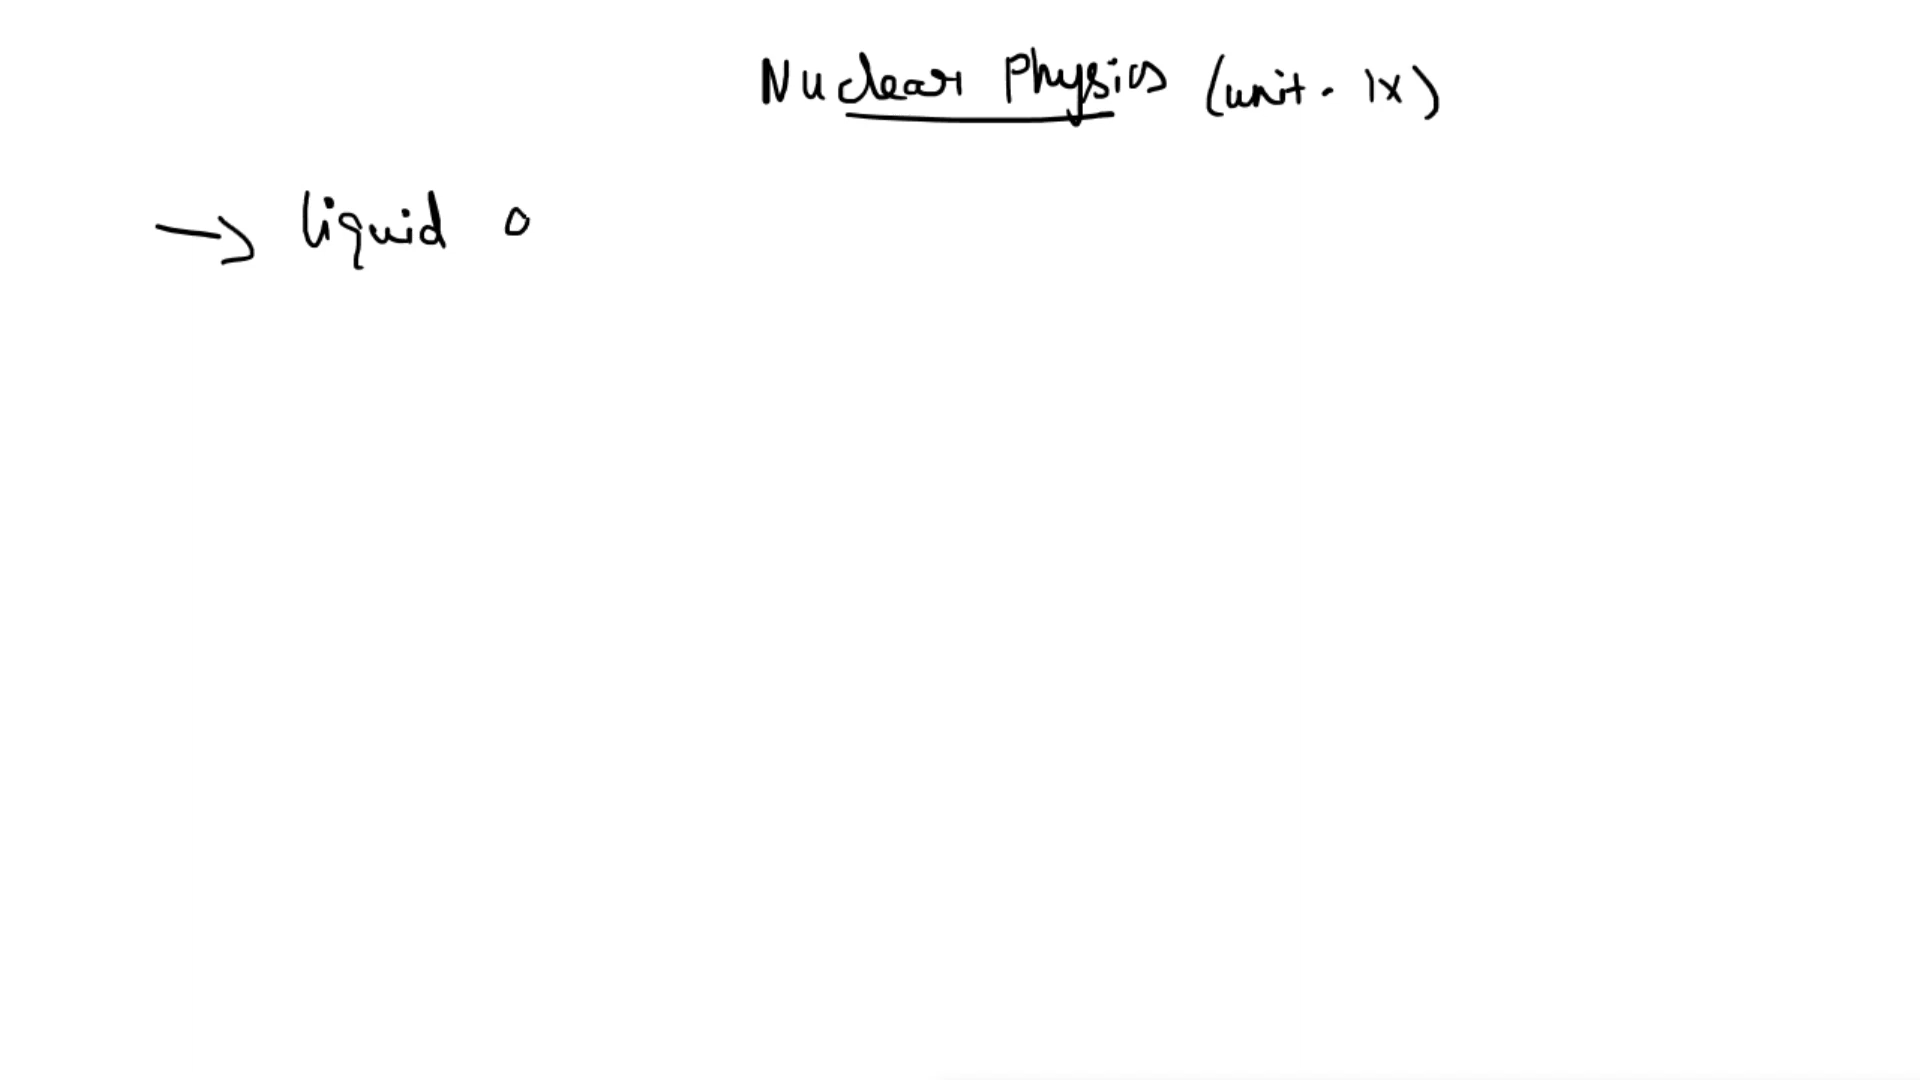 Nuclear Physics (unit. IX)
→ liquid